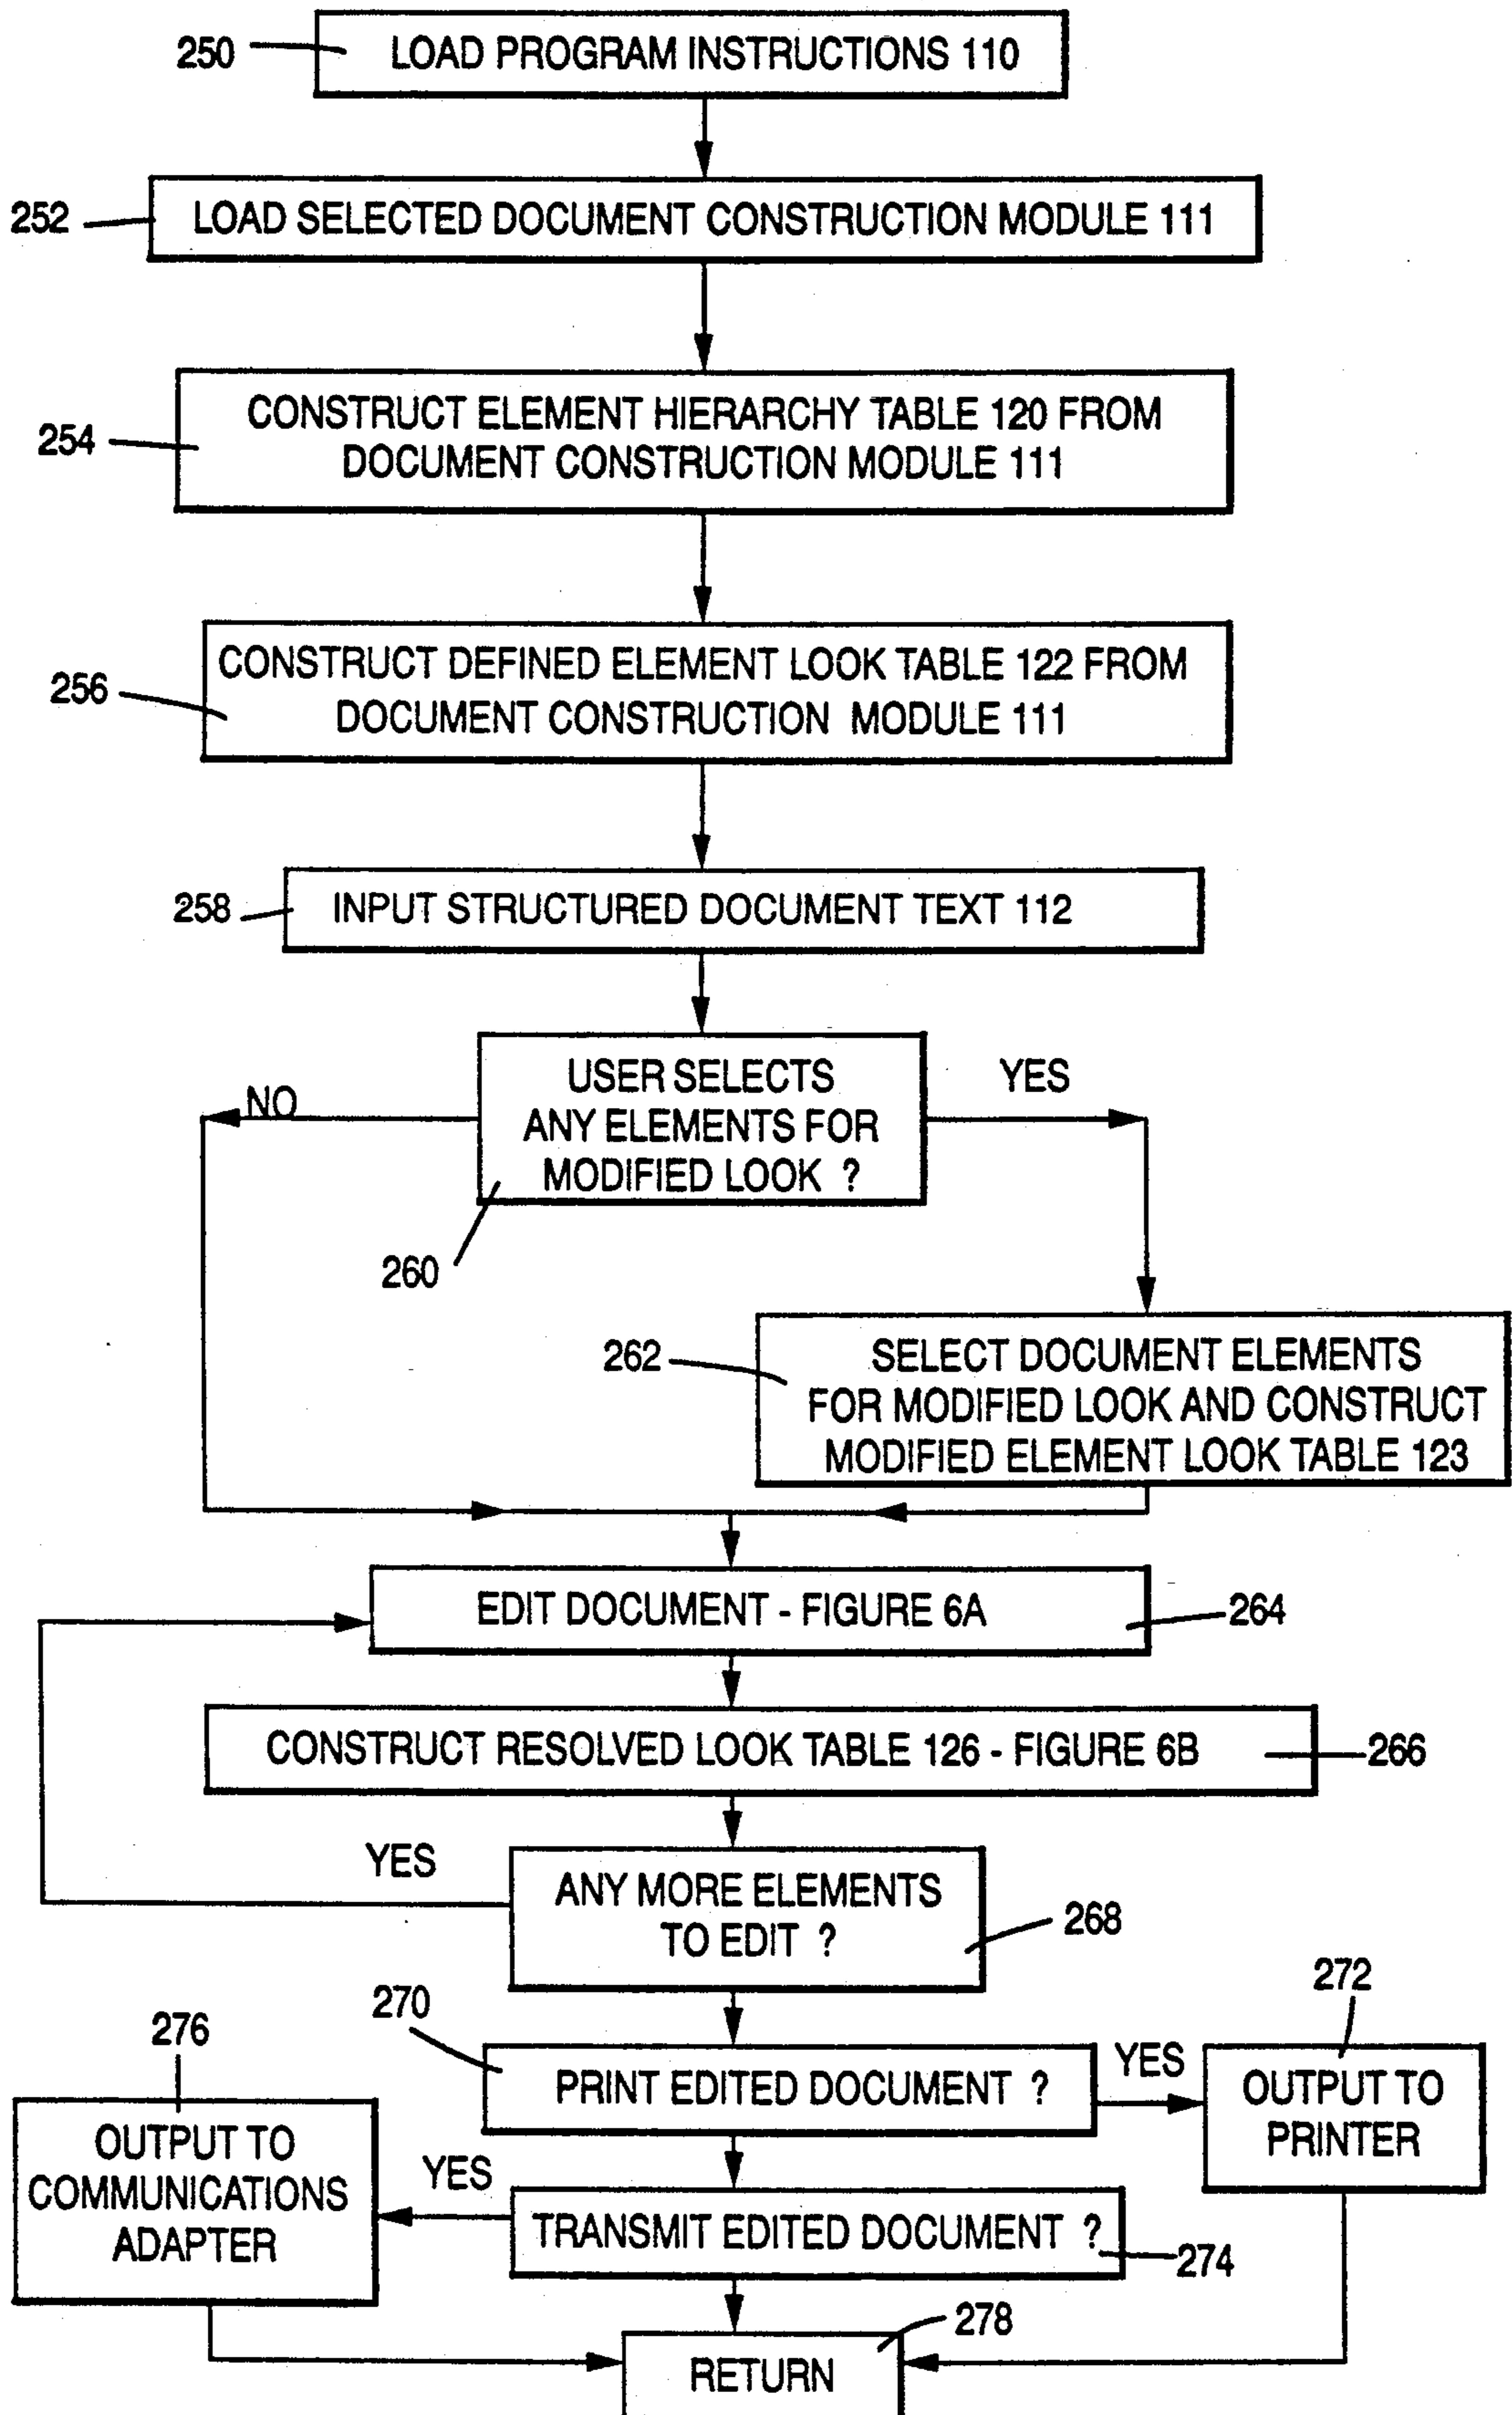 250
LOAD PROGRAM INSTRUCTIONS 110
252
LOAD SELECTED DOCUMENT CONSTRUCTION MODULE 111
254
CONSTRUCT ELEMENT HIERARCHY TABLE 120 FROM
DOCUMENT CONSTRUCTION MODULE 111
256
CONSTRUCT DEFINED ELEMENT LOOK TABLE 122 FROM
DOCUMENT CONSTRUCTION MODULE 111
258
INPUT STRUCTURED DOCUMENT TEXT 112
NO
USER SELECTS
ANY ELEMENTS FOR
MODIFIED LOOK ?
YES
260
262
SELECT DOCUMENT ELEMENTS
FOR MODIFIED LOOK AND CONSTRUCT
MODIFIED ELEMENT LOOK TABLE 123
EDIT DOCUMENT - FIGURE 6A
264
CONSTRUCT RESOLVED LOOK TABLE 126 - FIGURE 6B
266
YES
ANY MORE ELEMENTS
TO EDIT ?
268
270
PRINT EDITED DOCUMENT ?
YES
272
OUTPUT TO
PRINTER
276
OUTPUT TO
COMMUNICATIONS
ADAPTER
YES
TRANSMIT EDITED DOCUMENT ?
274
278
RETURN